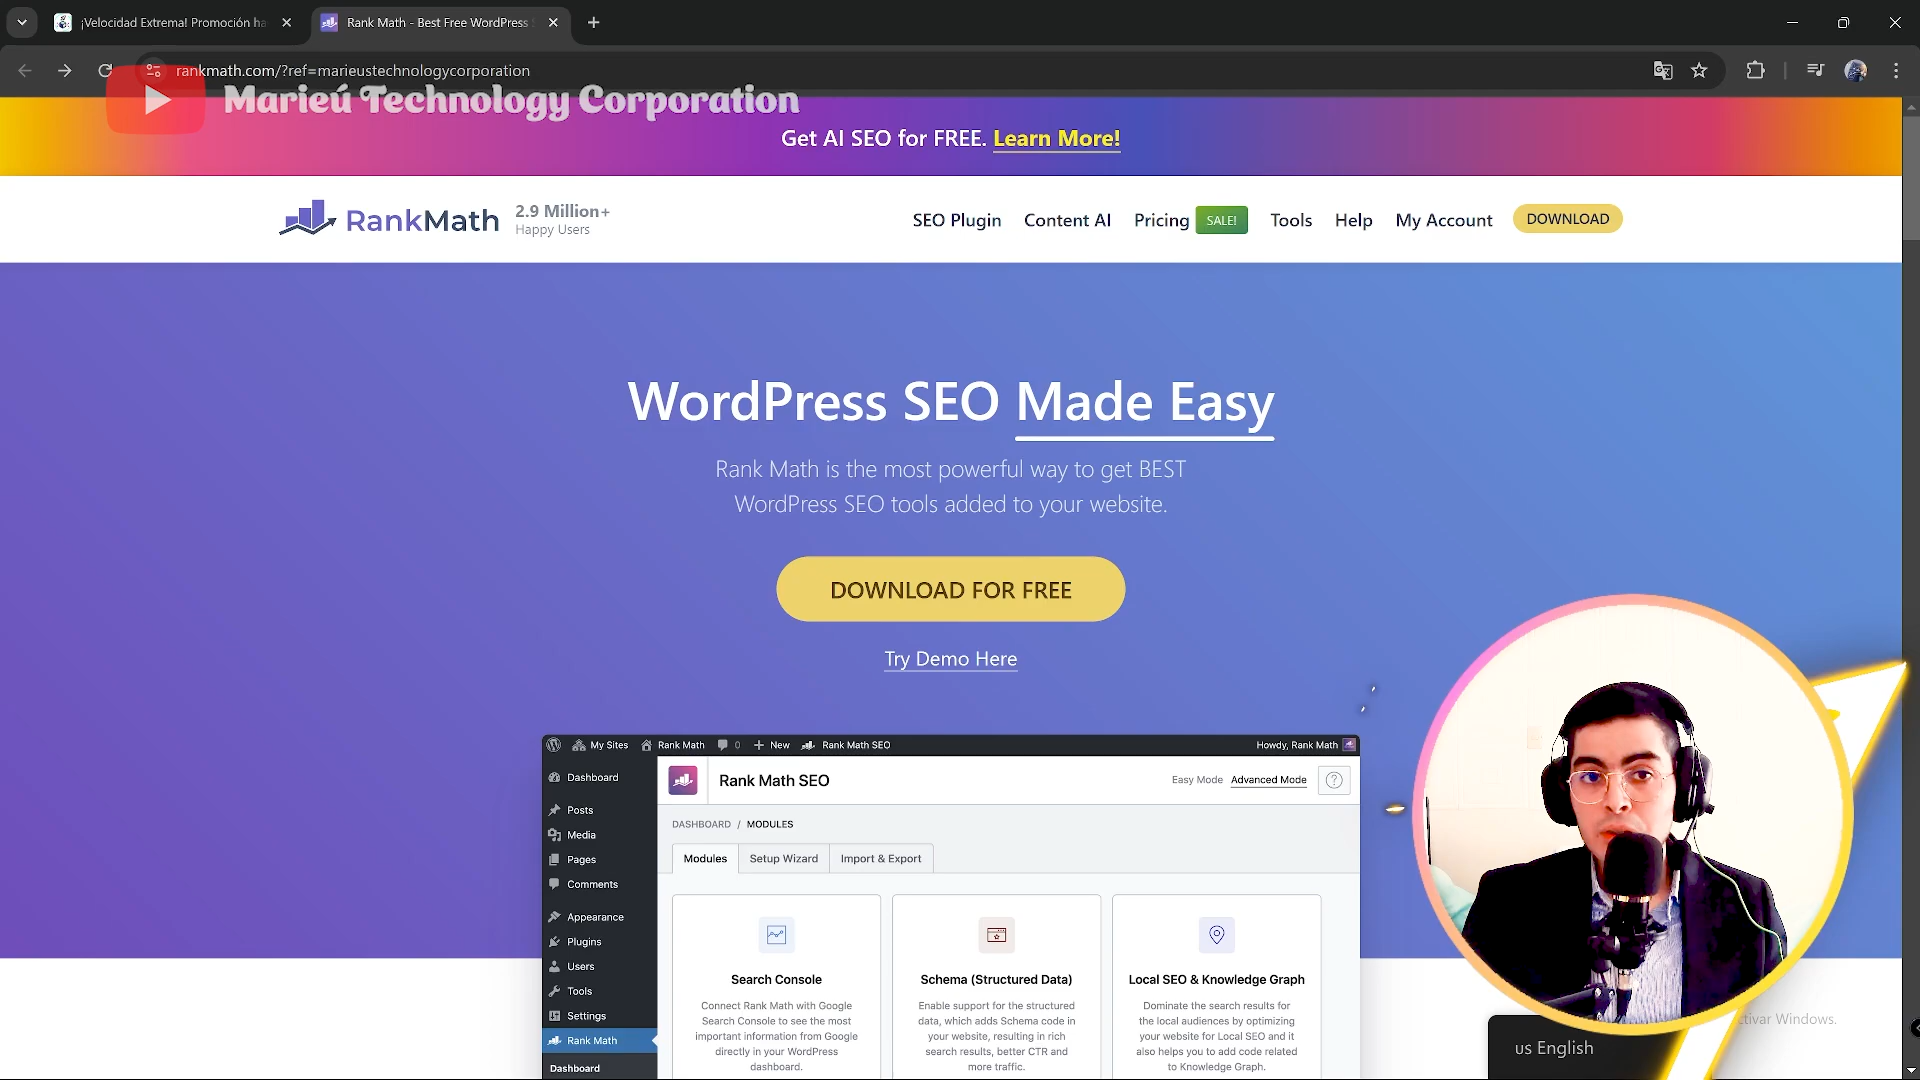 ¡Velocidad Extrema! Promoción ha
Rank Math - Best Free WordPress S
rankmath.com/?ref=marieustechnologycorporation
Marieú Technology Corporation
Get AI SEO for FREE. Learn More!
RankMath
2.9 Million+
Happy Users
SEO Plugin
Content AI
Pricing
SALE!
Tools
Help
My Account
DOWNLOAD
WordPress SEO Made Easy
Rank Math is the most powerful way to get BEST
WordPress SEO tools added to your website.
DOWNLOAD FOR FREE
Try Demo Here
My Sites
Rank Math
0
New
Rank Math SEO
Howdy, Rank Math
Dashboard
Posts
Media
Pages
Comments
Appearance
Plugins
Users
Tools
Settings
Rank Math
Dashboard
Rank Math SEO
Easy Mode
Advanced Mode
?
DASHBOARD / MODULES
Modules
Setup Wizard
Import & Export
Search Console
Connect Rank Math with Google
Search Console to see the most
important information from Google
directly in your WordPress
dashboard.
Schema (Structured Data)
Enable support for the structured
data, which adds Schema code in
your website, resulting in rich
search results, better CTR and
more traffic.
Local SEO & Knowledge Graph
Dominate the search results for
the local audiences by optimizing
your website for Local SEO and it
also helps you to add code related
to Knowledge Graph.
ctivar Windows.
us English